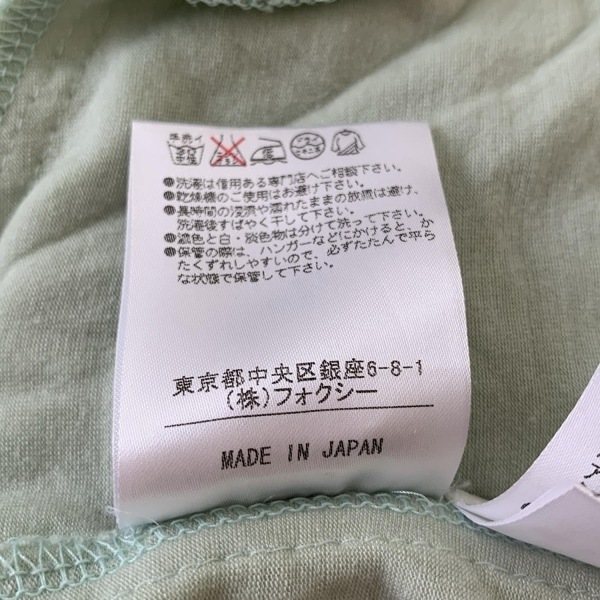 手洗イ
中性
●洗濯は信用ある専門店へご相談下さい。
●乾燥機のご使用はお避け下さい。
●長時間の浸漬や濡れたままの放置は避け、
洗濯後すばやく干して下さい。
●濃色と白・淡色物は分けて洗って下さい。
●保管の際は、ハンガーなどにかけると、か
たくずれしやすいので、必ずたたんで平ら
な状態で保管して下さい。
東京都中央区銀座6-8-1
(株)フォクシー
MADE IN JAPAN